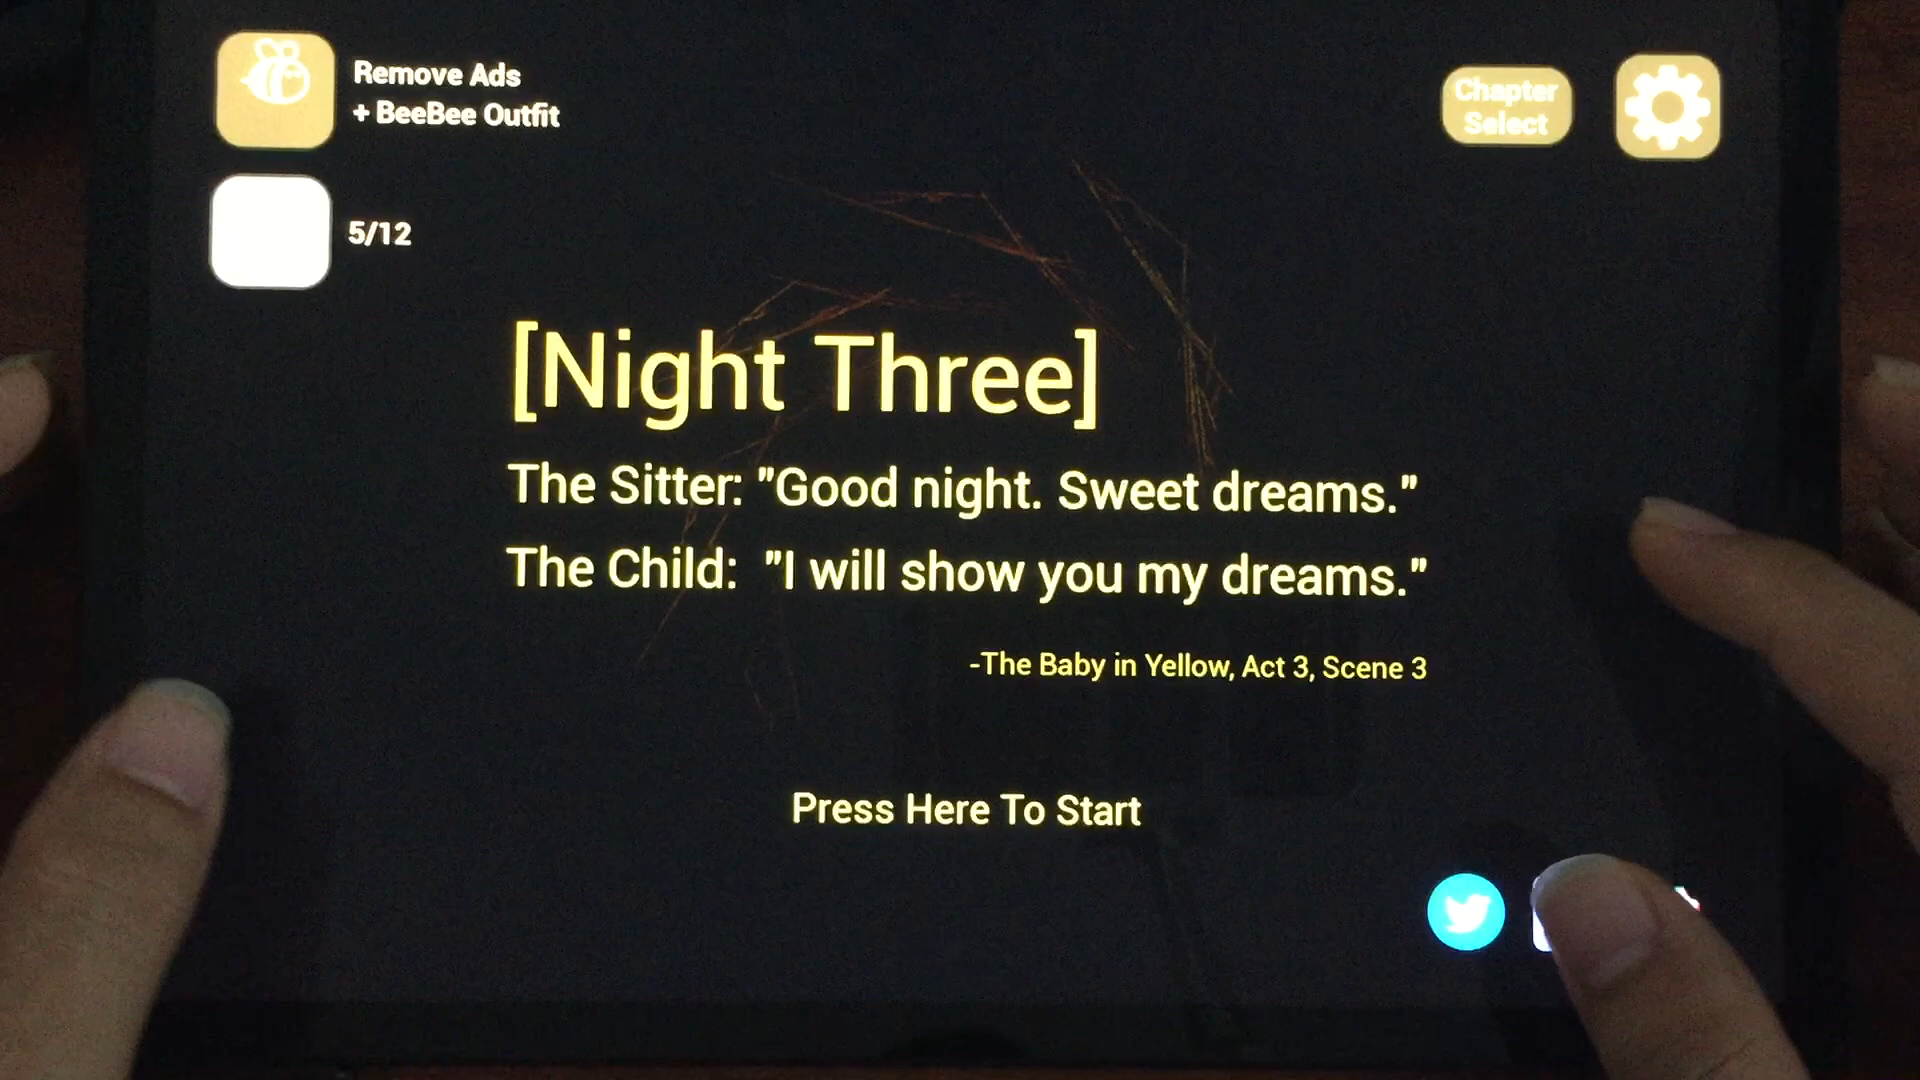 Remove Ads
+ BeeBee Outfit
Chapter
Select
5/12
[Night Three]
The Sitter: "Good night. Sweet dreams."
The Child:  "I will show you my dreams."
-The Baby in Yellow, Act 3, Scene 3
Press Here To Start